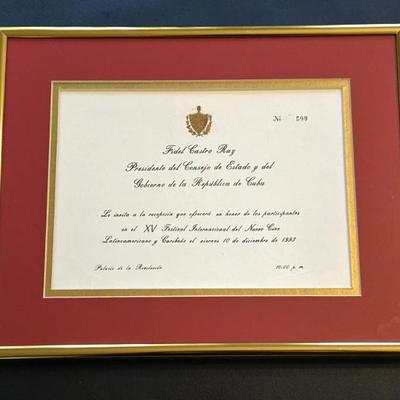 Nº 599
Fidel Castro Ruz
Presidente del Consejo de Estado y del
Gobierno de la República de Cuba
Le invita a la recepción que ofrecerá en honor de los participantes
en el XV Festival Internacional del Nuevo Cine
Latinoamericano y Caribeño el viernes 10 de diciembre de 1993
Palacio de la Revolución 10:00 p.m.